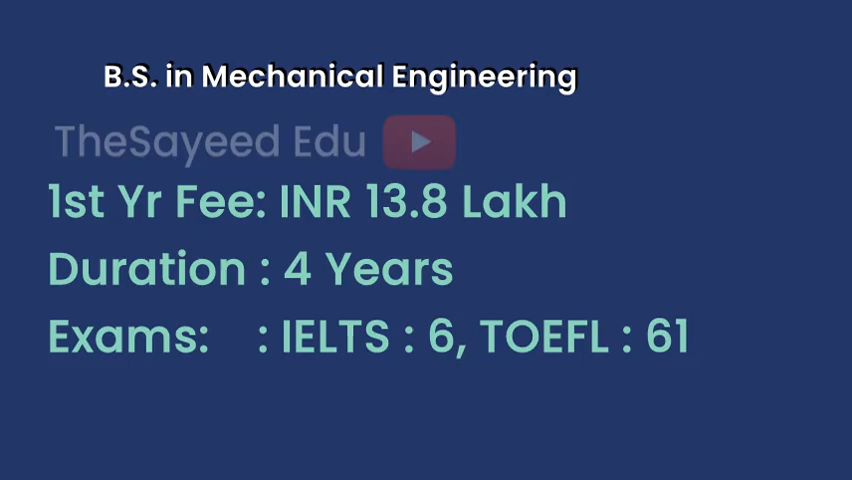 B.S. in Mechanical Engineering
TheSayeed Edu
1st Yr Fee: INR 13.8 Lakh
Duration : 4 Years
Exams: : IELTS : 6, TOEFL : 61